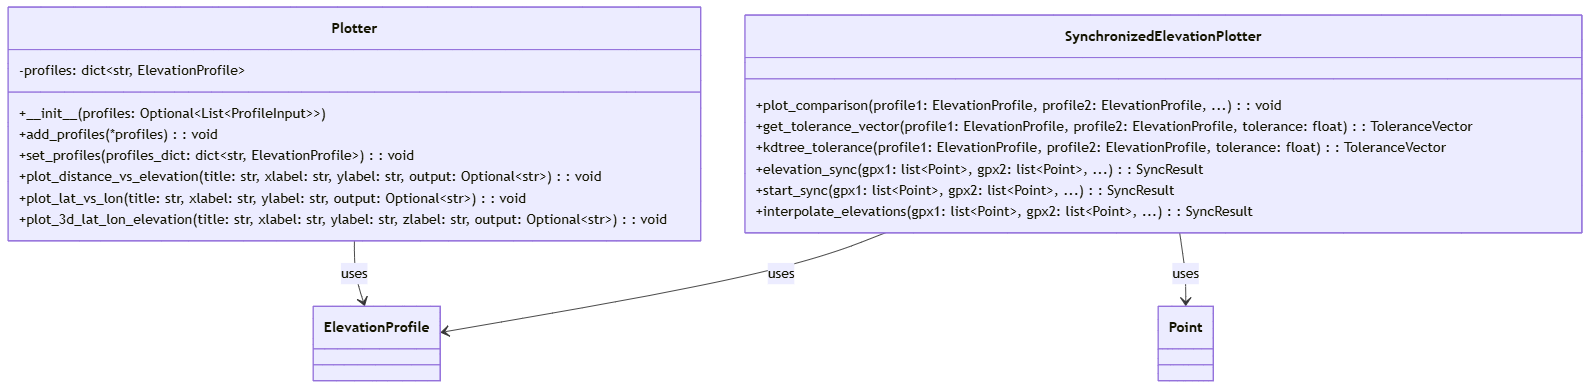 Plotter
-profiles: dict<str, ElevationProfile>
+__init__(profiles: Optional<List<ProfileInput>>)
+add_profiles(*profiles) : : void
+set_profiles(profiles_dict: dict<str, ElevationProfile>) : : void
+plot_distance_vs_elevation(title: str, xlabel: str, ylabel: str, output: Optional<str>) : : void
+plot_lat_vs_lon(title: str, xlabel: str, ylabel: str, output: Optional<str>) : : void
+plot_3d_lat_lon_elevation(title: str, xlabel: str, ylabel: str, zlabel: str, output: Optional<str>) : : void
SynchronizedElevationPlotter
+plot_comparison(profile1: ElevationProfile, profile2: ElevationProfile, ...) : : void
+get_tolerance_vector(profile1: ElevationProfile, profile2: ElevationProfile, tolerance: float) : : ToleranceVector
+kdtree_tolerance(profile1: ElevationProfile, profile2: ElevationProfile, tolerance: float) : : ToleranceVector
+elevation_sync(gpx1: list<Point>, gpx2: list<Point>, ...) : : SyncResult
+start_sync(gpx1: list<Point>, gpx2: list<Point>, ...) : : SyncResult
+interpolate_elevations(gpx1: list<Point>, gpx2: list<Point>, ...) : : SyncResult
uses
uses
uses
ElevationProfile
Point